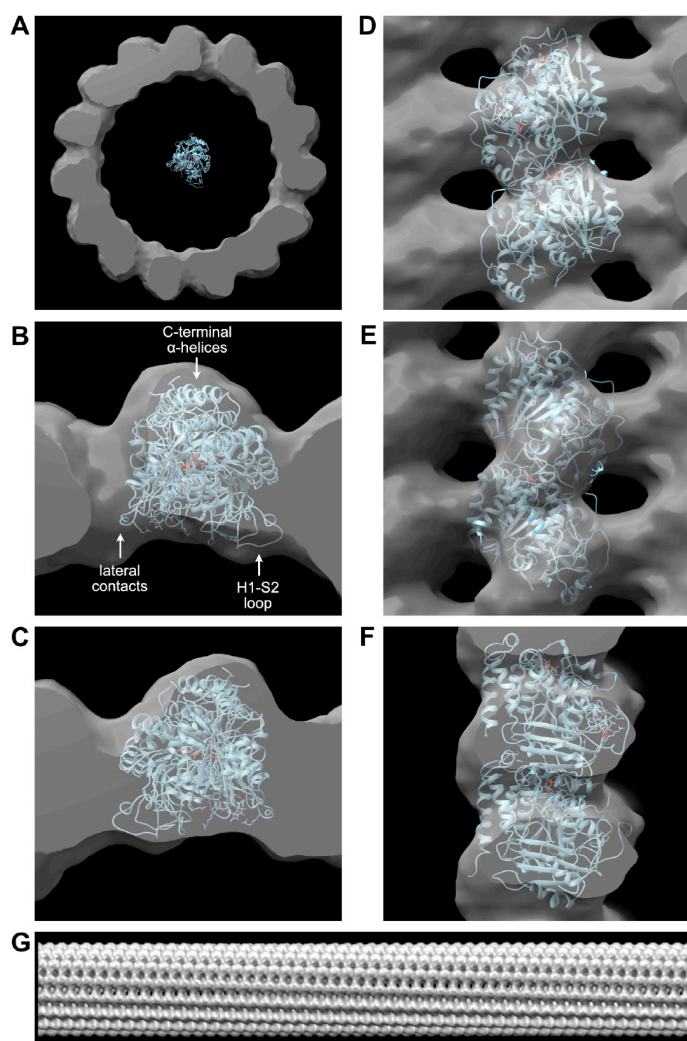 A
D
B
C-terminal
α-helices
lateral
contacts
H1-S2
loop
E
C
F
G